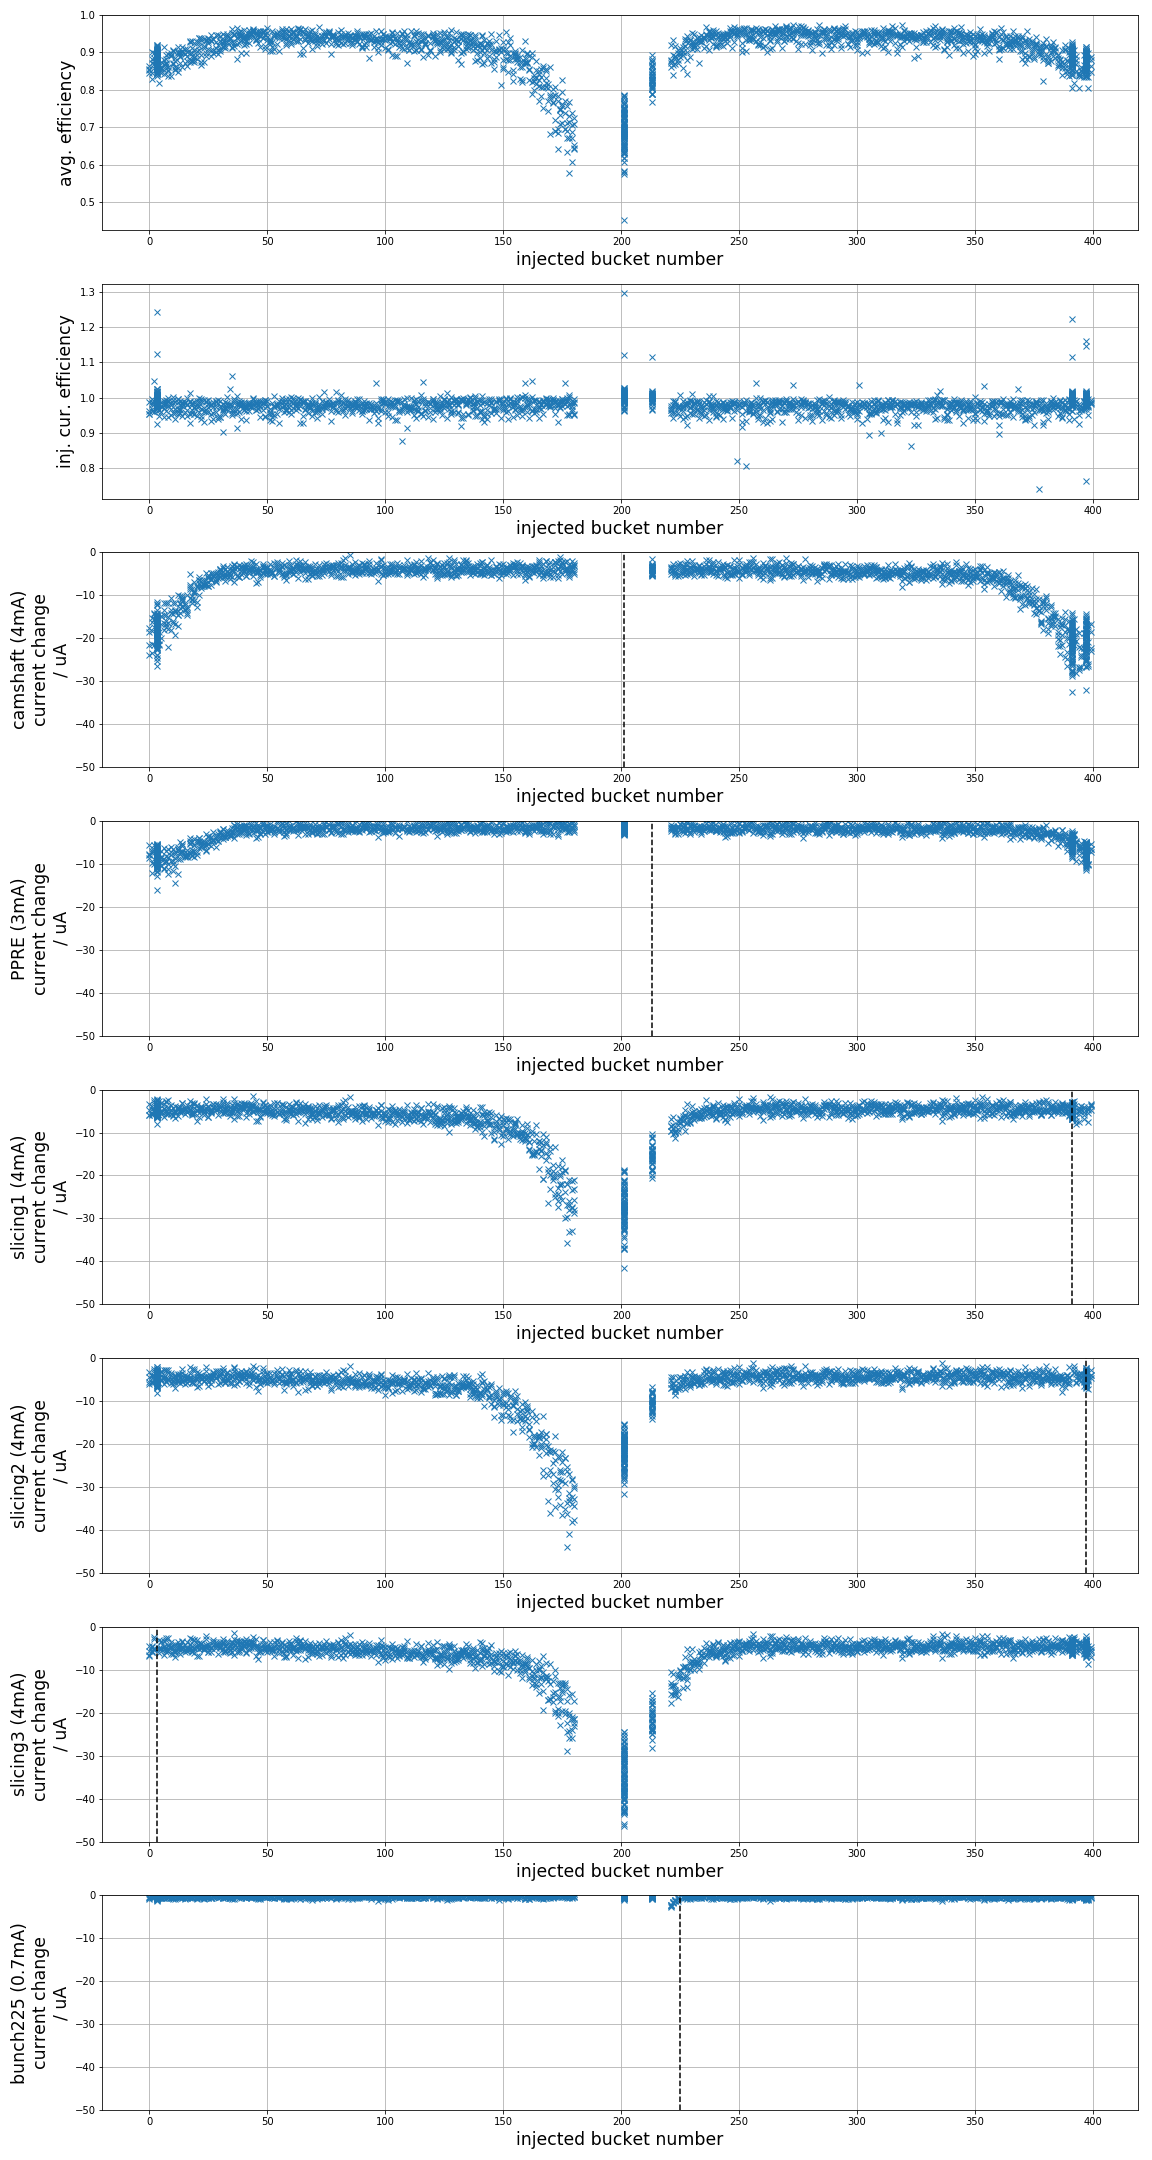 1.0
0.9
0.8
0.7
0.6
0.5
avg. efficiency
0 50 100 150 200 250 300 350 400
injected bucket number
1.3
1.2
1.1
1.0
0.9
0.8
inj. cur. efficiency
0 50 100 150 200 250 300 350 400
injected bucket number
0
−10
−20
−30
−40
−50
camshaft (4mA)
current change
/ uA
0 50 100 150 200 250 300 350 400
injected bucket number
0
−10
−20
−30
−40
−50
PPRE (3mA)
current change
/ uA
0 50 100 150 200 250 300 350 400
injected bucket number
0
−10
−20
−30
−40
−50
slicing1 (4mA)
current change
/ uA
0 50 100 150 200 250 300 350 400
injected bucket number
0
−10
−20
−30
−40
−50
slicing2 (4mA)
current change
/ uA
0 50 100 150 200 250 300 350 400
injected bucket number
0
−10
−20
−30
−40
−50
slicing3 (4mA)
current change
/ uA
0 50 100 150 200 250 300 350 400
injected bucket number
0
−10
−20
−30
−40
−50
bunch225 (0.7mA)
current change
/ uA
0 50 100 150 200 250 300 350 400
injected bucket number